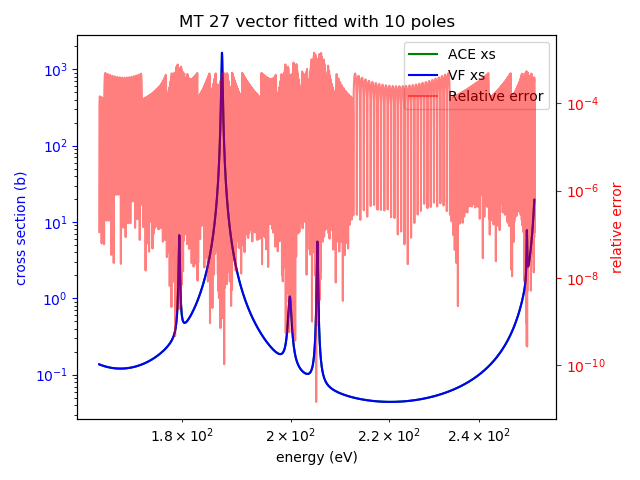 MT 27 vector fitted with 10 poles
ACE xs
VF xs
Relative error
cross section (b)
10³
10²
10¹
10⁰
10⁻¹
relative error
10⁻⁴
10⁻⁶
10⁻⁸
10⁻¹⁰
1.8 × 10²
2 × 10²
2.2 × 10²
2.4 × 10²
energy (eV)